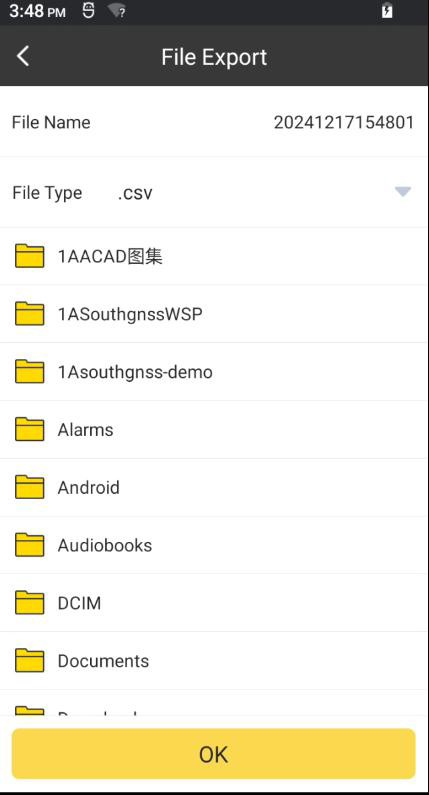 3:48 PM
File Export
File Name 20241217154801
File Type .csv
1AACAD图集
1ASouthgnssWSP
1Asouthgnss-demo
Alarms
Android
Audiobooks
DCIM
Documents
OK